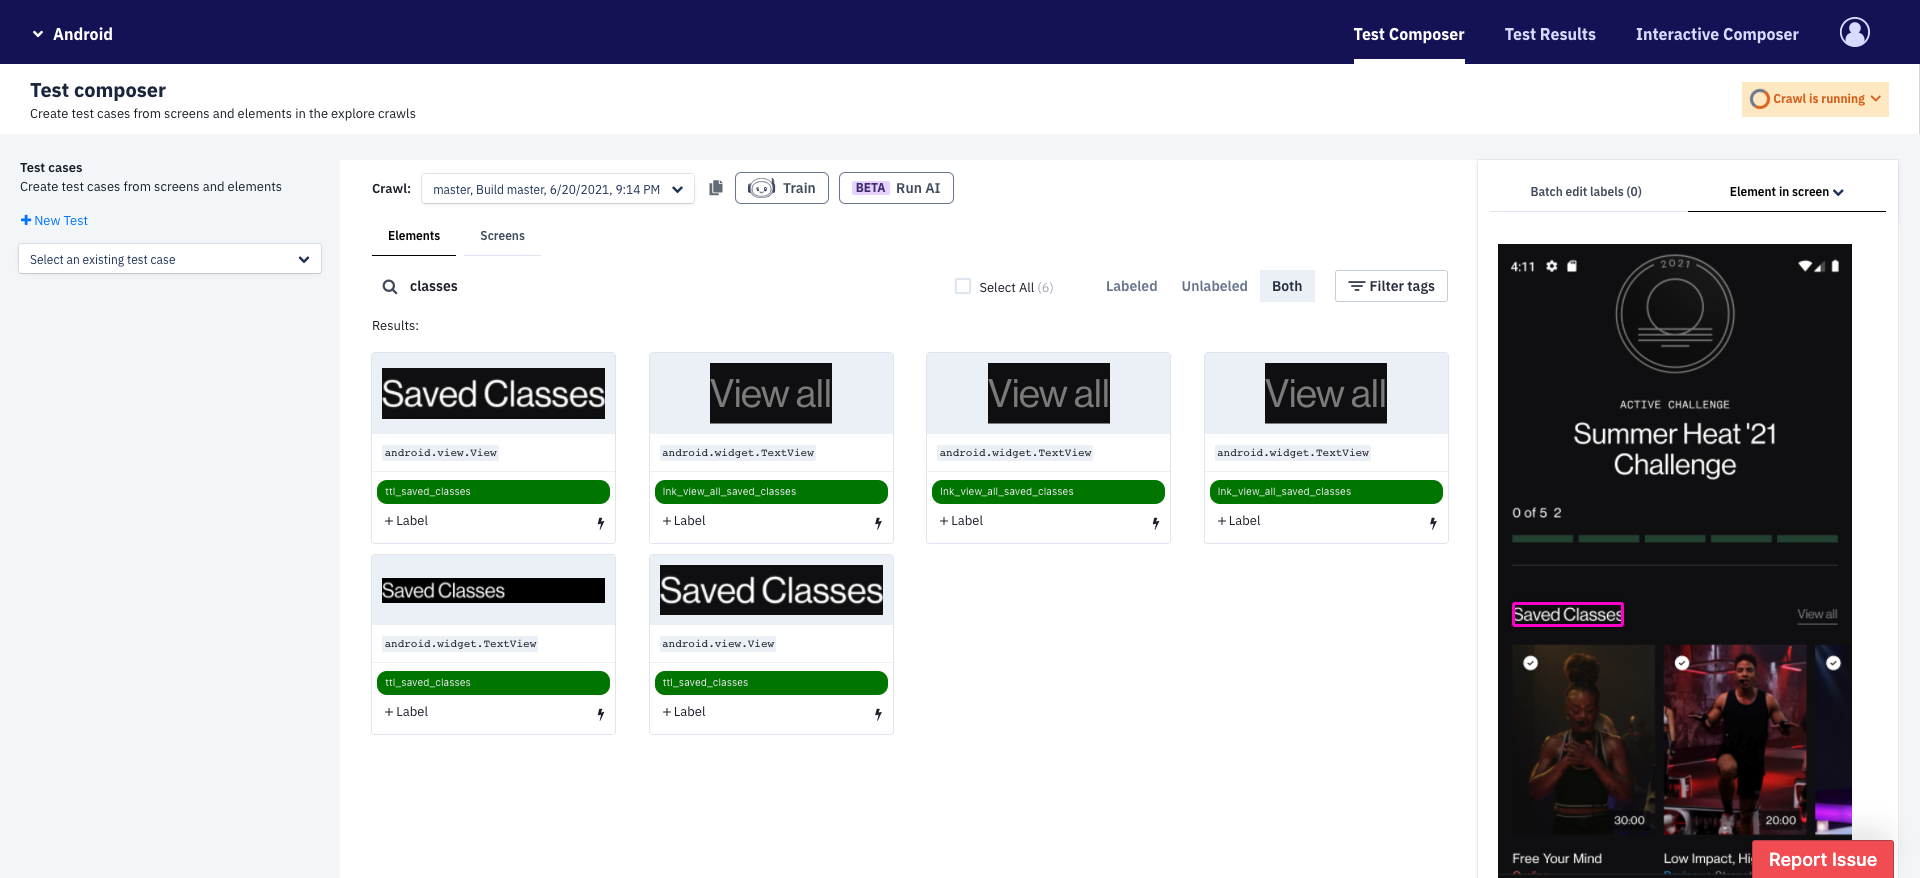 Android
Test Composer
Test Results
Interactive Composer
Test composer
Create test cases from screens and elements in the explore crawls
Crawl is running
Test cases
Create test cases from screens and elements
New Test
Select an existing test case
Crawl:
master, Build master, 6/20/2021, 9:14 PM
Train
BETA Run AI
Elements
Screens
classes
Select All (6)
Labeled
Unlabeled
Both
Filter tags
Results:
Saved Classes
android.view.View
ttl_saved_classes
+ Label
View all
android.widget.TextView
lnk_view_all_saved_classes
+ Label
View all
android.widget.TextView
lnk_view_all_saved_classes
+ Label
View all
android.widget.TextView
lnk_view_all_saved_classes
+ Label
Saved Classes
android.widget.TextView
ttl_saved_classes
+ Label
Saved Classes
android.view.View
ttl_saved_classes
+ Label
Batch edit labels (0)
Element in screen
4:11
2021
ACTIVE CHALLENGE
Summer Heat '21
Challenge
0 of 5 2
Saved Classes
View all
30:00
20:00
Free Your Mind
Low Impact,
Report Issue